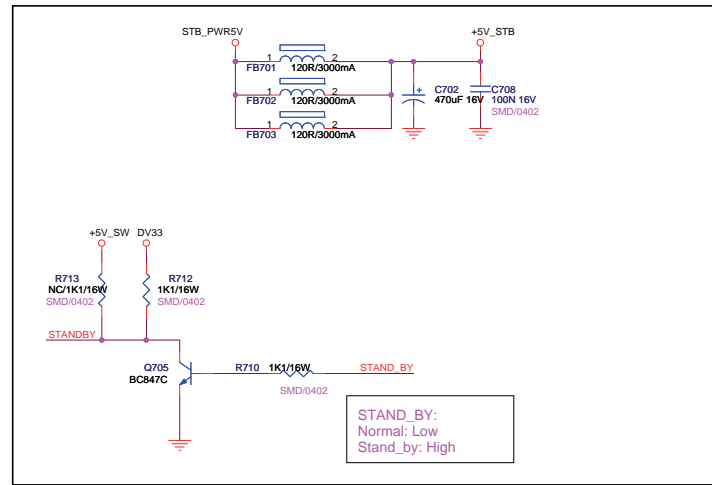 STB_PWR5V
+5V_STB
1 2
FB701 120R/3000mA
1 2
FB702 120R/3000mA
1 2
FB703 120R/3000mA
+
C702
470uF 16V
C708
100N 16V
SMD/0402
+5V_SW DV33
R713
NC/1K1/16W
SMD/0402
R712
1K1/16W
SMD/0402
STANDBY
Q705
BC847C
R710 1K1/16W
SMD/0402
STAND_BY
STAND_BY:
Normal: Low
Stand_by: High